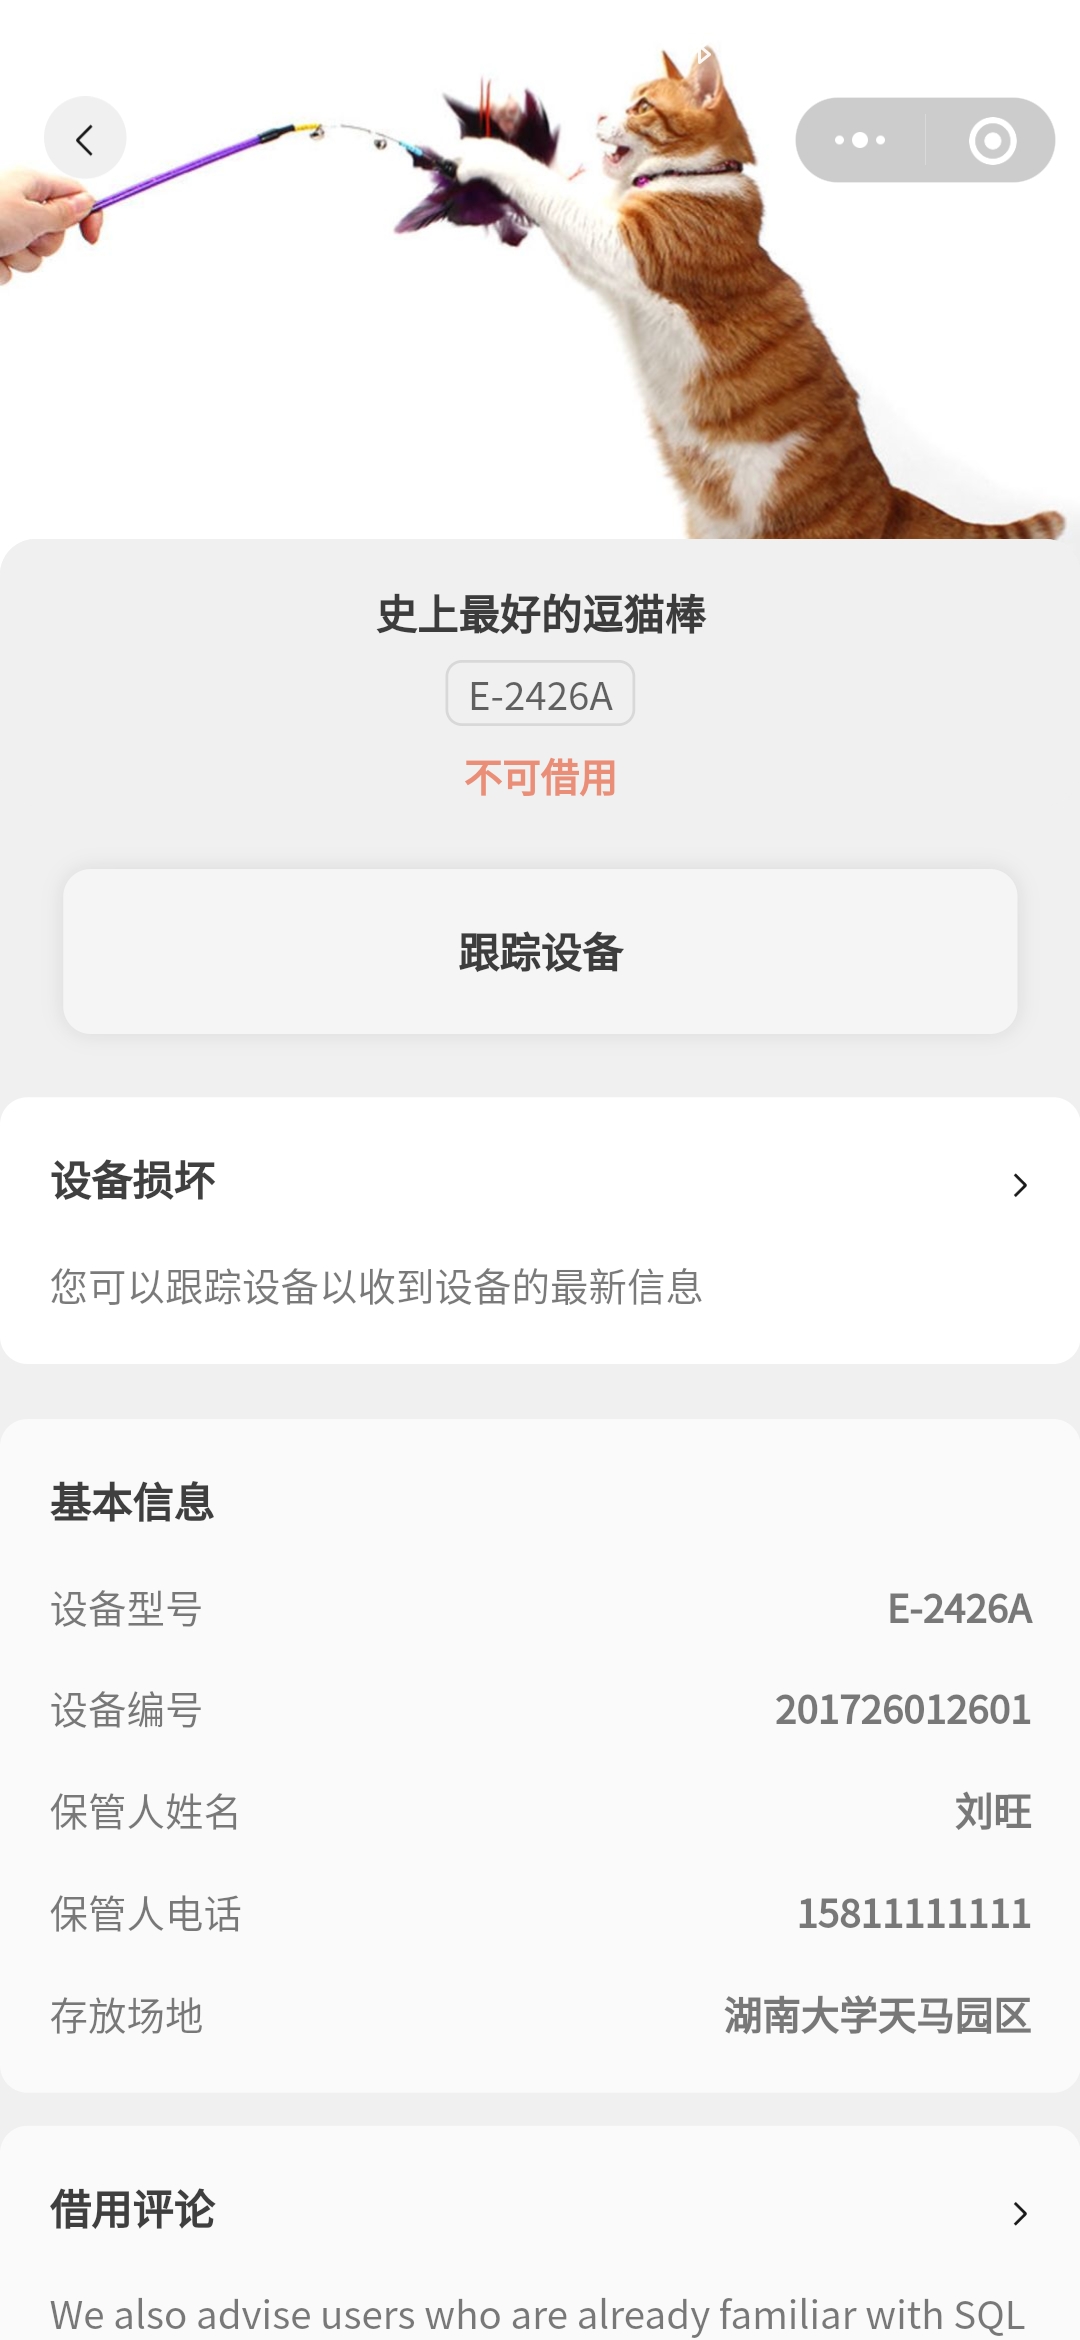 史上最好的逗猫棒
E-2426A
不可借用
跟踪设备
设备损坏
您可以跟踪设备以收到设备的最新信息
基本信息
设备型号 E-2426A
设备编号 201726012601
保管人姓名 刘旺
保管人电话 15811111111
存放场地 湖南大学天马园区
借用评论
We also advise users who are already familiar with SQL